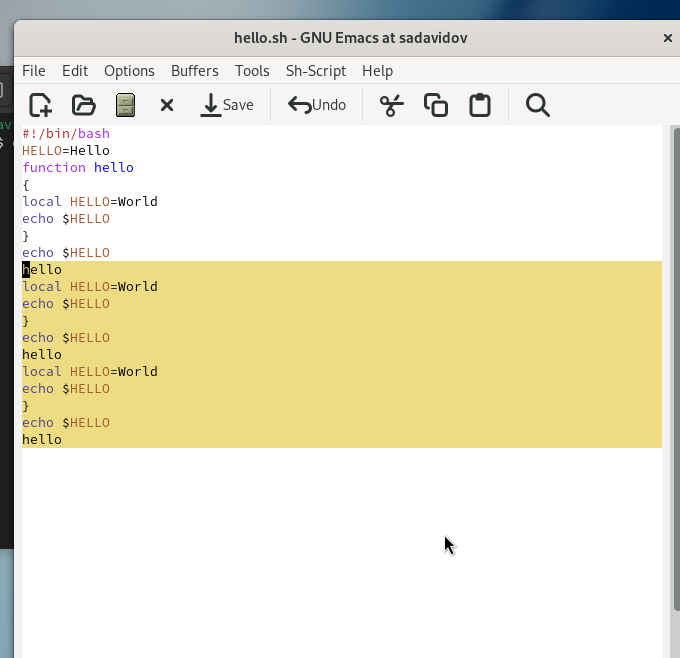 hello.sh - GNU Emacs at sadavidov
File Edit Options Buffers Tools Sh-Script Help
Save Undo
#!/bin/bash
HELLO=Hello
function hello
{
local HELLO=World
echo $HELLO
}
echo $HELLO
hello
local HELLO=World
echo $HELLO
}
echo $HELLO
hello
local HELLO=World
echo $HELLO
}
echo $HELLO
hello